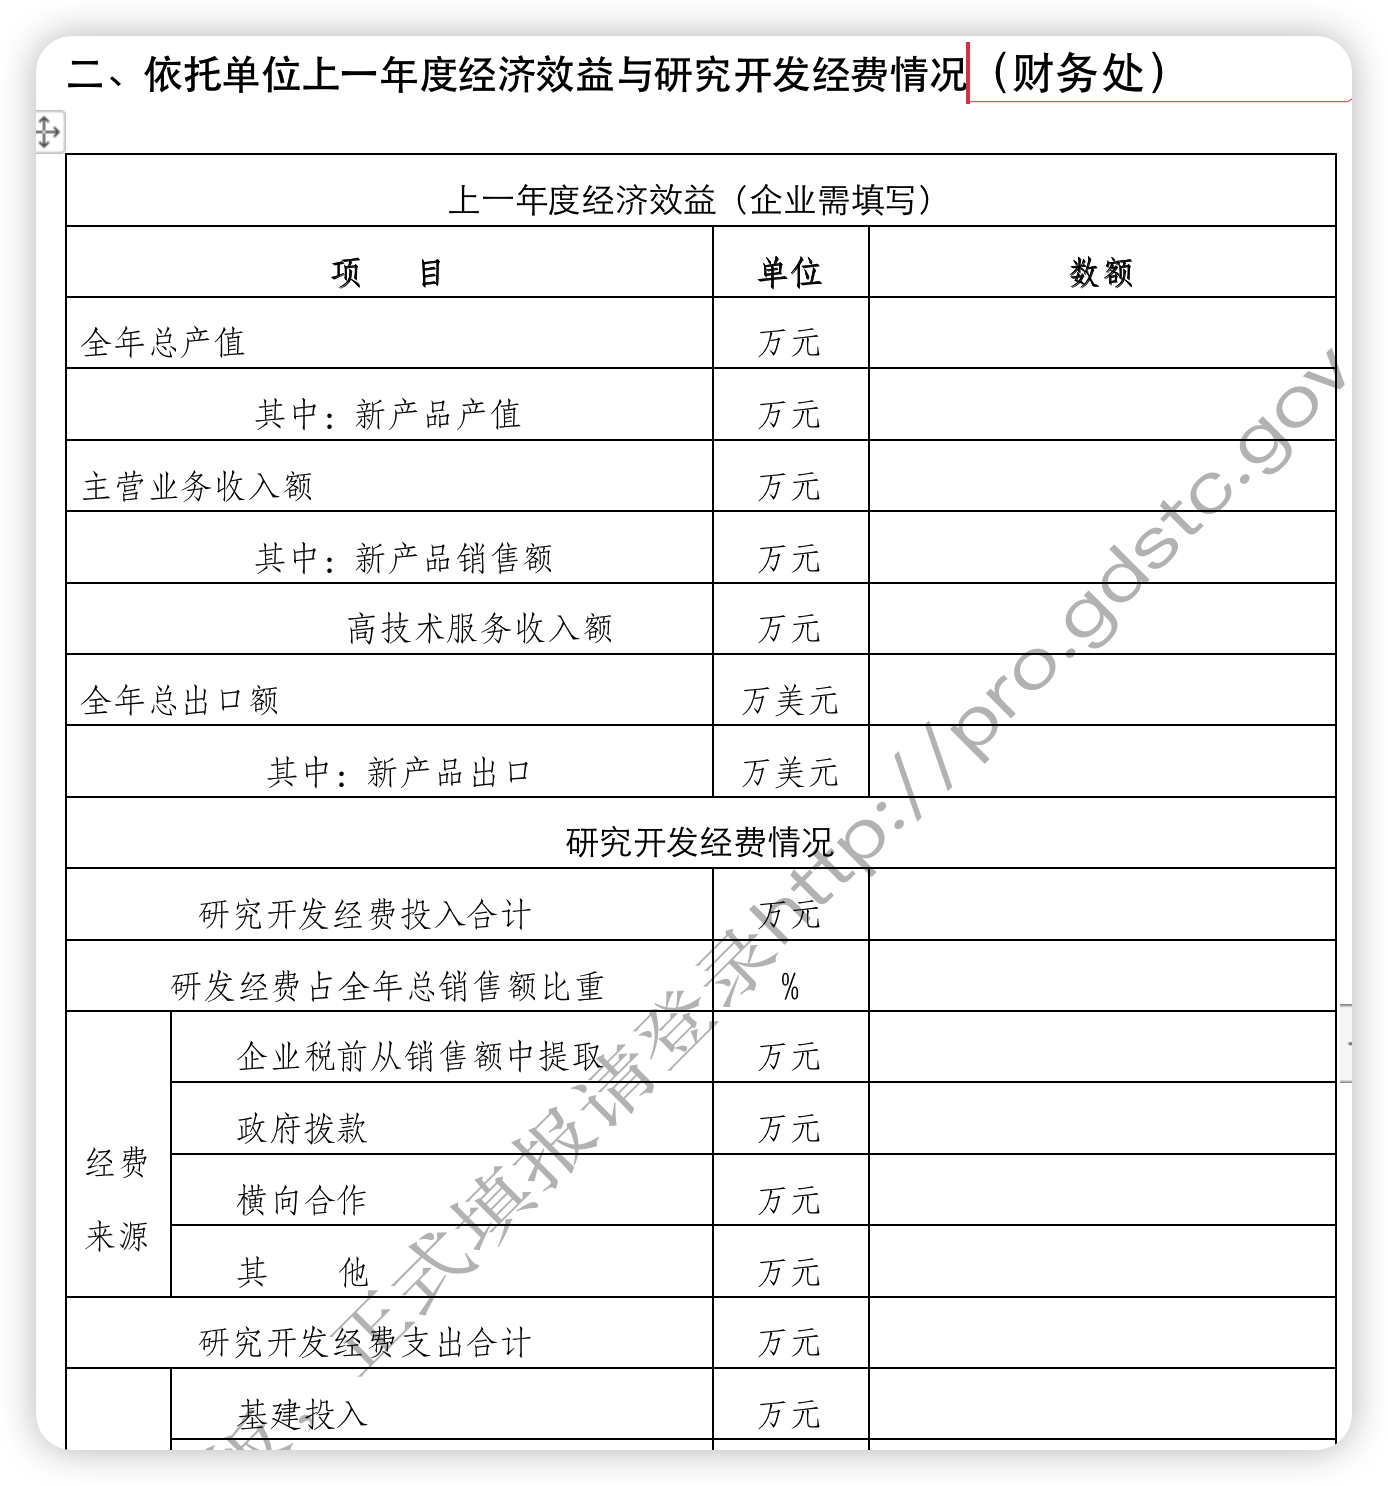 二、依托单位上一年度经济效益与研究开发经费情况（财务处）
上一年度经济效益（企业需填写）
项 目 单位 数额
全年总产值 万元
其中：新产品产值 万元
主营业务收入额 万元
其中：新产品销售额 万元
高技术服务收入额 万元
全年总出口额 万美元
其中：新产品出口 万美元
研究开发经费情况
研究开发经费投入合计 万元
研发经费占全年总销售额比重 %
经费来源
企业税前从销售额中提取 万元
政府拨款 万元
横向合作 万元
其 他 万元
研究开发经费支出合计 万元
基建投入 万元
版，正式填报请登录http://pro.gdstc.gov